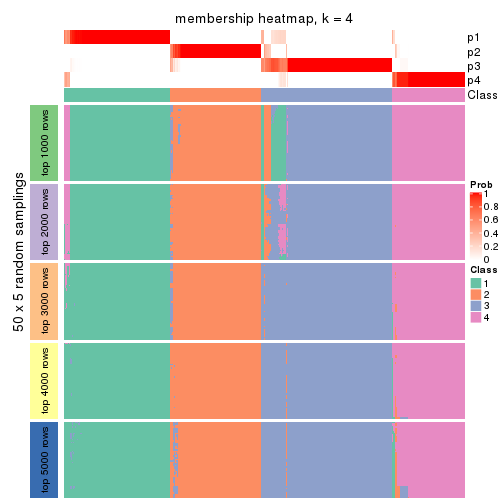 membership heatmap, k = 4
p1
p2
p3
p4
Class
50 x 5 random samplings
top 1000 rows
top 2000 rows
top 3000 rows
top 4000 rows
top 5000 rows
Prob
1
0.8
0.6
0.4
0.2
0
Class
1
2
3
4